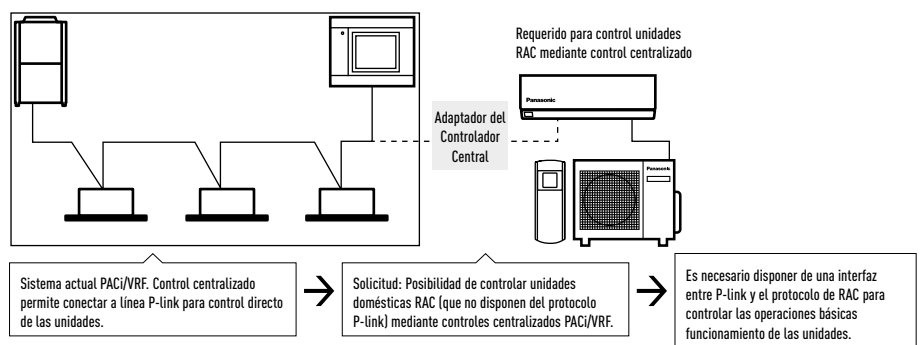 Requerido para control unidades
RAC mediante control centralizado
Panasonic
Adaptador del
Controlador
Central
Panasonic
Sistema actual PACi/VRF. Control centralizado
permite conectar a línea P-link para control directo
de las unidades.
Solicitud: Posibilidad de controlar unidades
domésticas RAC (que no disponen del protocolo
P-link) mediante controles centralizados PACi/VRF.
Es necesario disponer de una interfaz
entre P-link y el protocolo de RAC para
controlar las operaciones básicas
funcionamiento de las unidades.